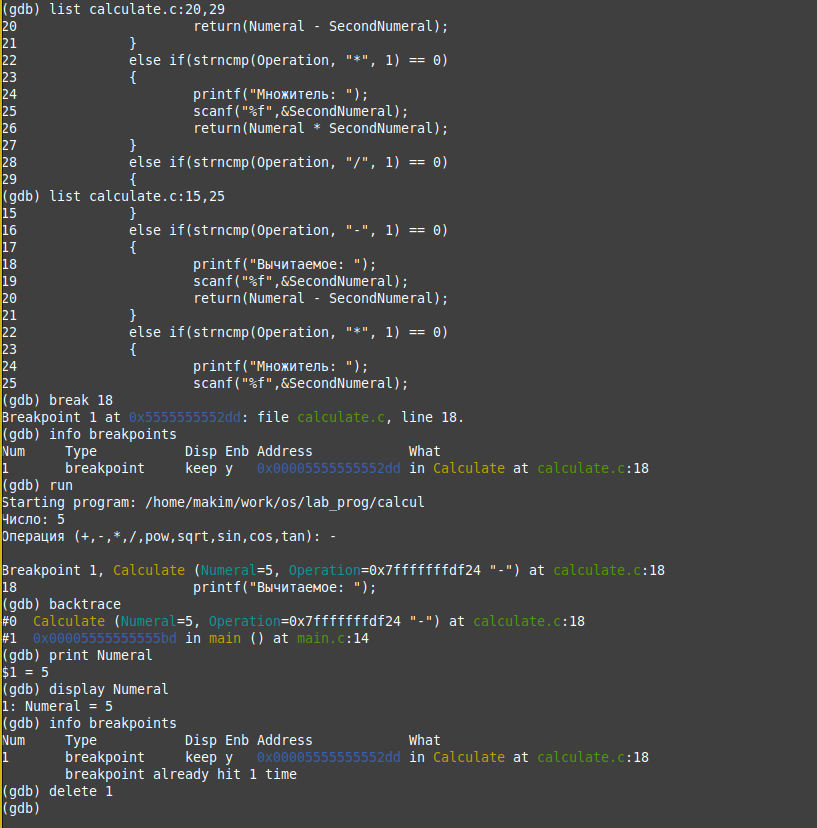 (gdb) list calculate.c:20,29
20                      return(Numeral - SecondNumeral);
21              }
22              else if(strncmp(Operation, "*", 1) == 0)
23              {
24                      printf("Множитель: ");
25                      scanf("%f",&SecondNumeral);
26                      return(Numeral * SecondNumeral);
27              }
28              else if(strncmp(Operation, "/", 1) == 0)
29              {
(gdb) list calculate.c:15,25
15              }
16              else if(strncmp(Operation, "-", 1) == 0)
17              {
18                      printf("Вычитаемое: ");
19                      scanf("%f",&SecondNumeral);
20                      return(Numeral - SecondNumeral);
21              }
22              else if(strncmp(Operation, "*", 1) == 0)
23              {
24                      printf("Множитель: ");
25                      scanf("%f",&SecondNumeral);
(gdb) break 18
Breakpoint 1 at 0x5555555552dd: file calculate.c, line 18.
(gdb) info breakpoints
Num     Type           Disp Enb Address            What
1       breakpoint     keep y   0x00005555555552dd in Calculate at calculate.c:18
(gdb) run
Starting program: /home/makim/work/os/lab_prog/calcul
Число: 5
Операция (+,-,*,/,pow,sqrt,sin,cos,tan): -

Breakpoint 1, Calculate (Numeral=5, Operation=0x7fffffffdf24 "-") at calculate.c:18
18                      printf("Вычитаемое: ");
(gdb) backtrace
#0  Calculate (Numeral=5, Operation=0x7fffffffdf24 "-") at calculate.c:18
#1  0x00005555555555bd in main () at main.c:14
(gdb) print Numeral
$1 = 5
(gdb) display Numeral
1: Numeral = 5
(gdb) info breakpoints
Num     Type           Disp Enb Address            What
1       breakpoint     keep y   0x00005555555552dd in Calculate at calculate.c:18
        breakpoint already hit 1 time
(gdb) delete 1
(gdb)